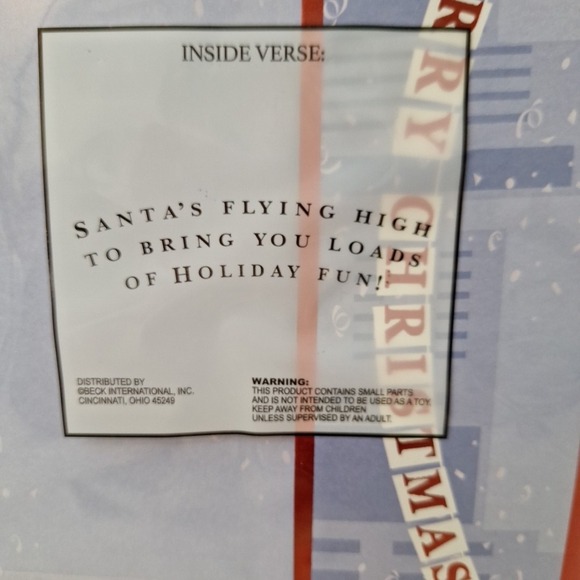 INSIDE VERSE:
SANTA'S FLYING HIGH
TO BRING YOU LOADS
OF HOLIDAY FUN!
DISTRIBUTED BY
©BECK INTERNATIONAL, INC.
CINCINNATI, OHIO 45249
WARNING:
THIS PRODUCT CONTAINS SMALL PARTS
AND IS NOT INTENDED TO BE USED AS A TOY.
KEEP AWAY FROM CHILDREN
UNLESS SUPERVISED BY AN ADULT.
RRY CHRISTMAS